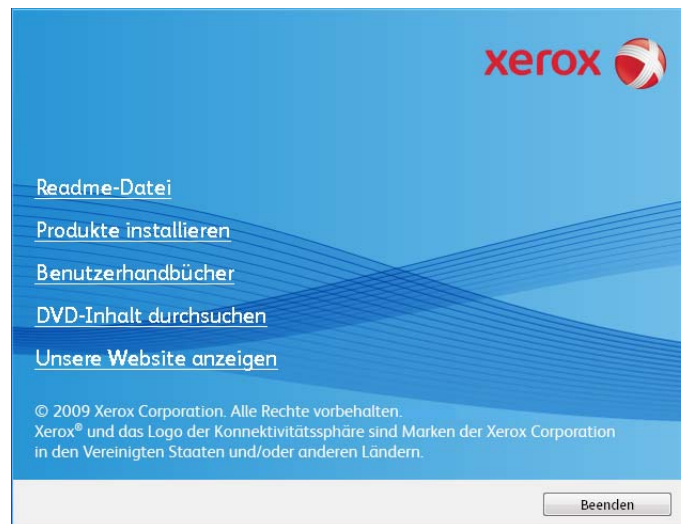 xerox
Readme-Datei
Produkte installieren
Benutzerhandbücher
DVD-Inhalt durchsuchen
Unsere Website anzeigen
© 2009 Xerox Corporation. Alle Rechte vorbehalten.
Xerox® und das Logo der Konnektivitätssphäre sind Marken der Xerox Corporation
in den Vereinigten Staaten und/oder anderen Ländern.
Beenden